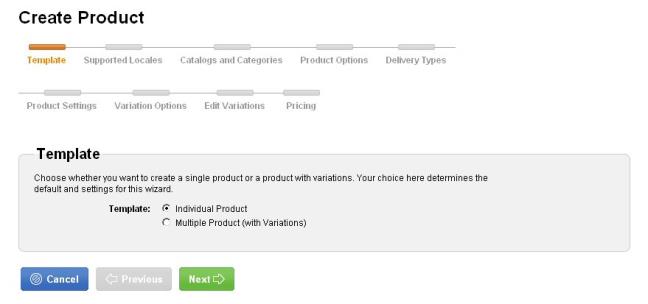 Create Product
Template Supported Locales Catalogs and Categories Product Options Delivery Types
Product Settings Variation Options Edit Variations Pricing
Template
Choose whether you want to create a single product or a product with variations. Your choice here determines the
default and settings for this wizard.
Template: Individual Product
Multiple Product (with Variations)
Cancel Previous Next